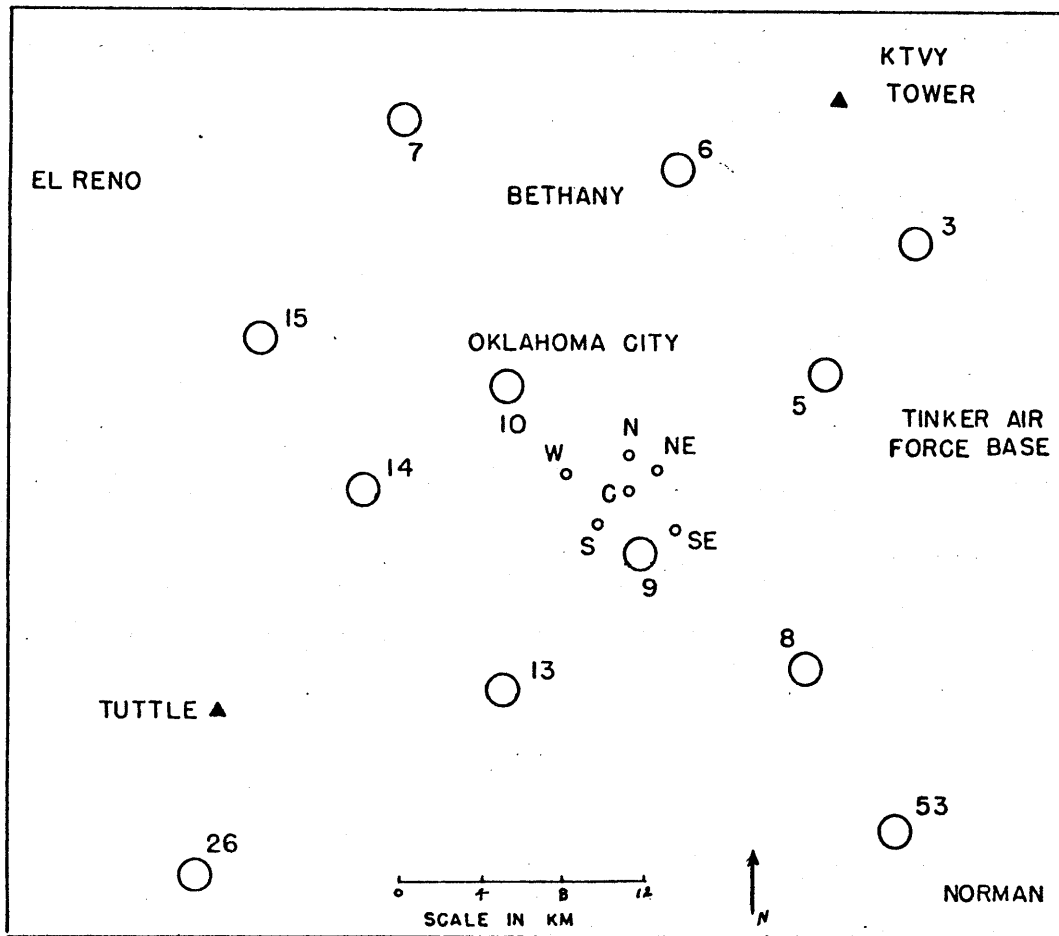 KTVY
TOWER
7
6
EL RENO
BETHANY
3
15
OKLAHOMA CITY
10
5
TINKER AIR
FORCE BASE
N
W
NE
14
C
S
SE
9
8
13
TUTTLE
53
26
0 4 8 12
SCALE IN KM
N
NORMAN